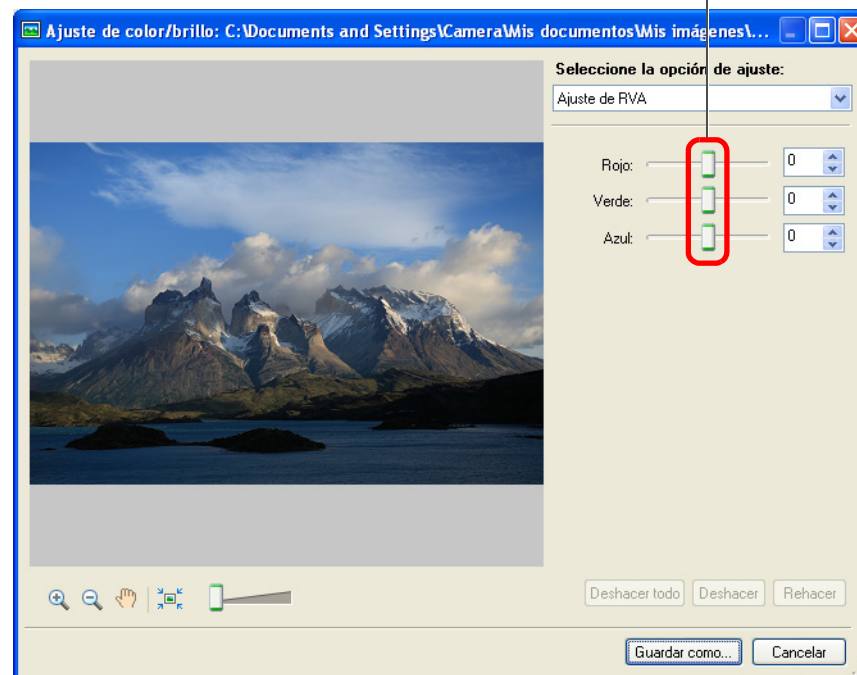 Ajuste de color/brillo: C:\Documents and Settings\Camera\Mis documentos\Mis imágenes\...
Seleccione la opción de ajuste:
Ajuste de RVA
Rojo: 0
Verde: 0
Azul: 0
Deshacer todo Deshacer Rehacer
Guardar como... Cancelar